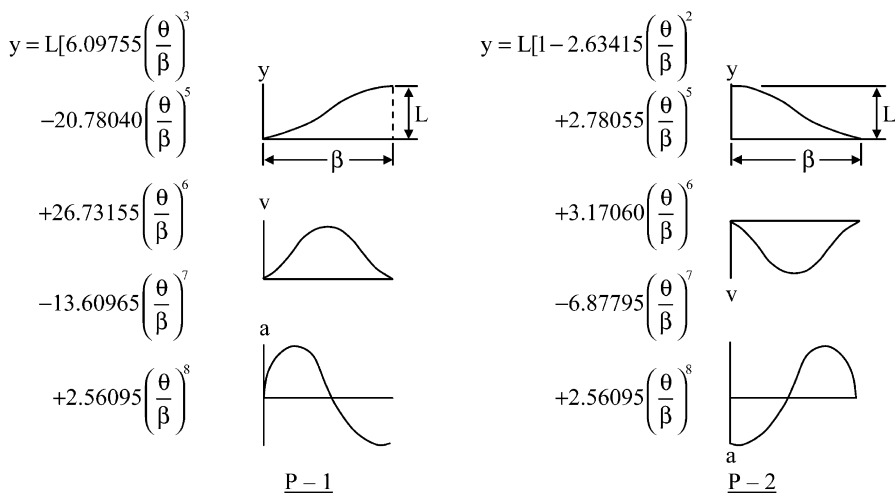 y = L[6.09755(θ/β)^3
−20.78040(θ/β)^5
+26.73155(θ/β)^6
−13.60965(θ/β)^7
+2.56095(θ/β)^8
y
L
β
v
a
P – 1
y = L[1− 2.63415(θ/β)^2
+2.78055(θ/β)^5
+3.17060(θ/β)^6
−6.87795(θ/β)^7
+2.56095(θ/β)^8
y
L
β
v
a
P – 2